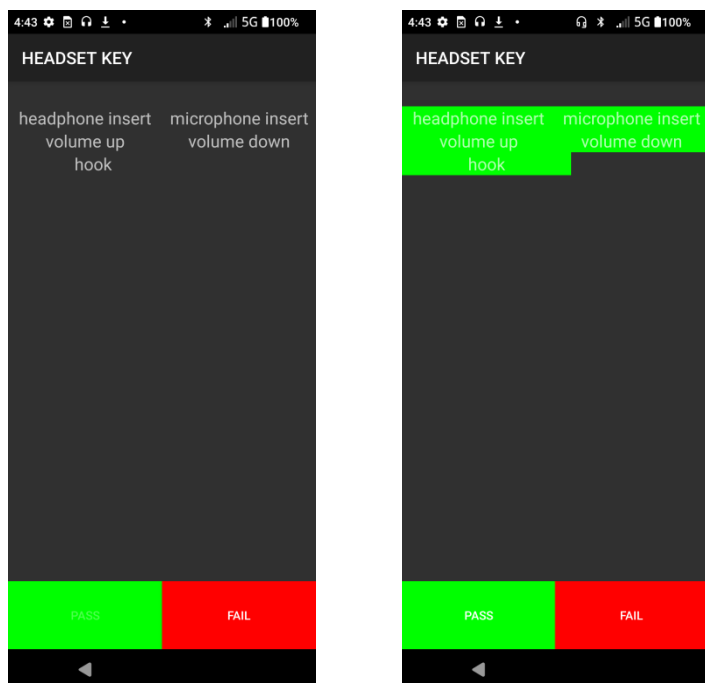 4:43
5G 100%
HEADSET KEY
headphone insert
microphone insert
volume up
volume down
hook
PASS
FAIL
4:43
5G 100%
HEADSET KEY
headphone insert
microphone insert
volume up
volume down
hook
PASS
FAIL